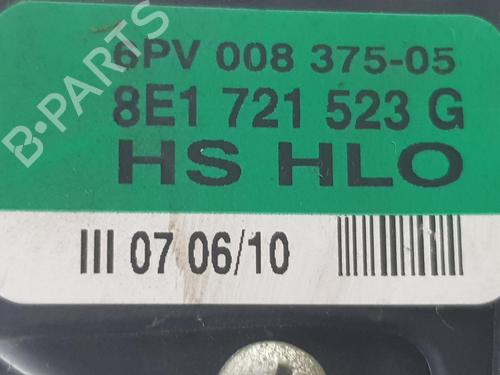 6PV 008 375-05
8E1 721 523 G
HS HLO
III 07 06/10
B-PARTS